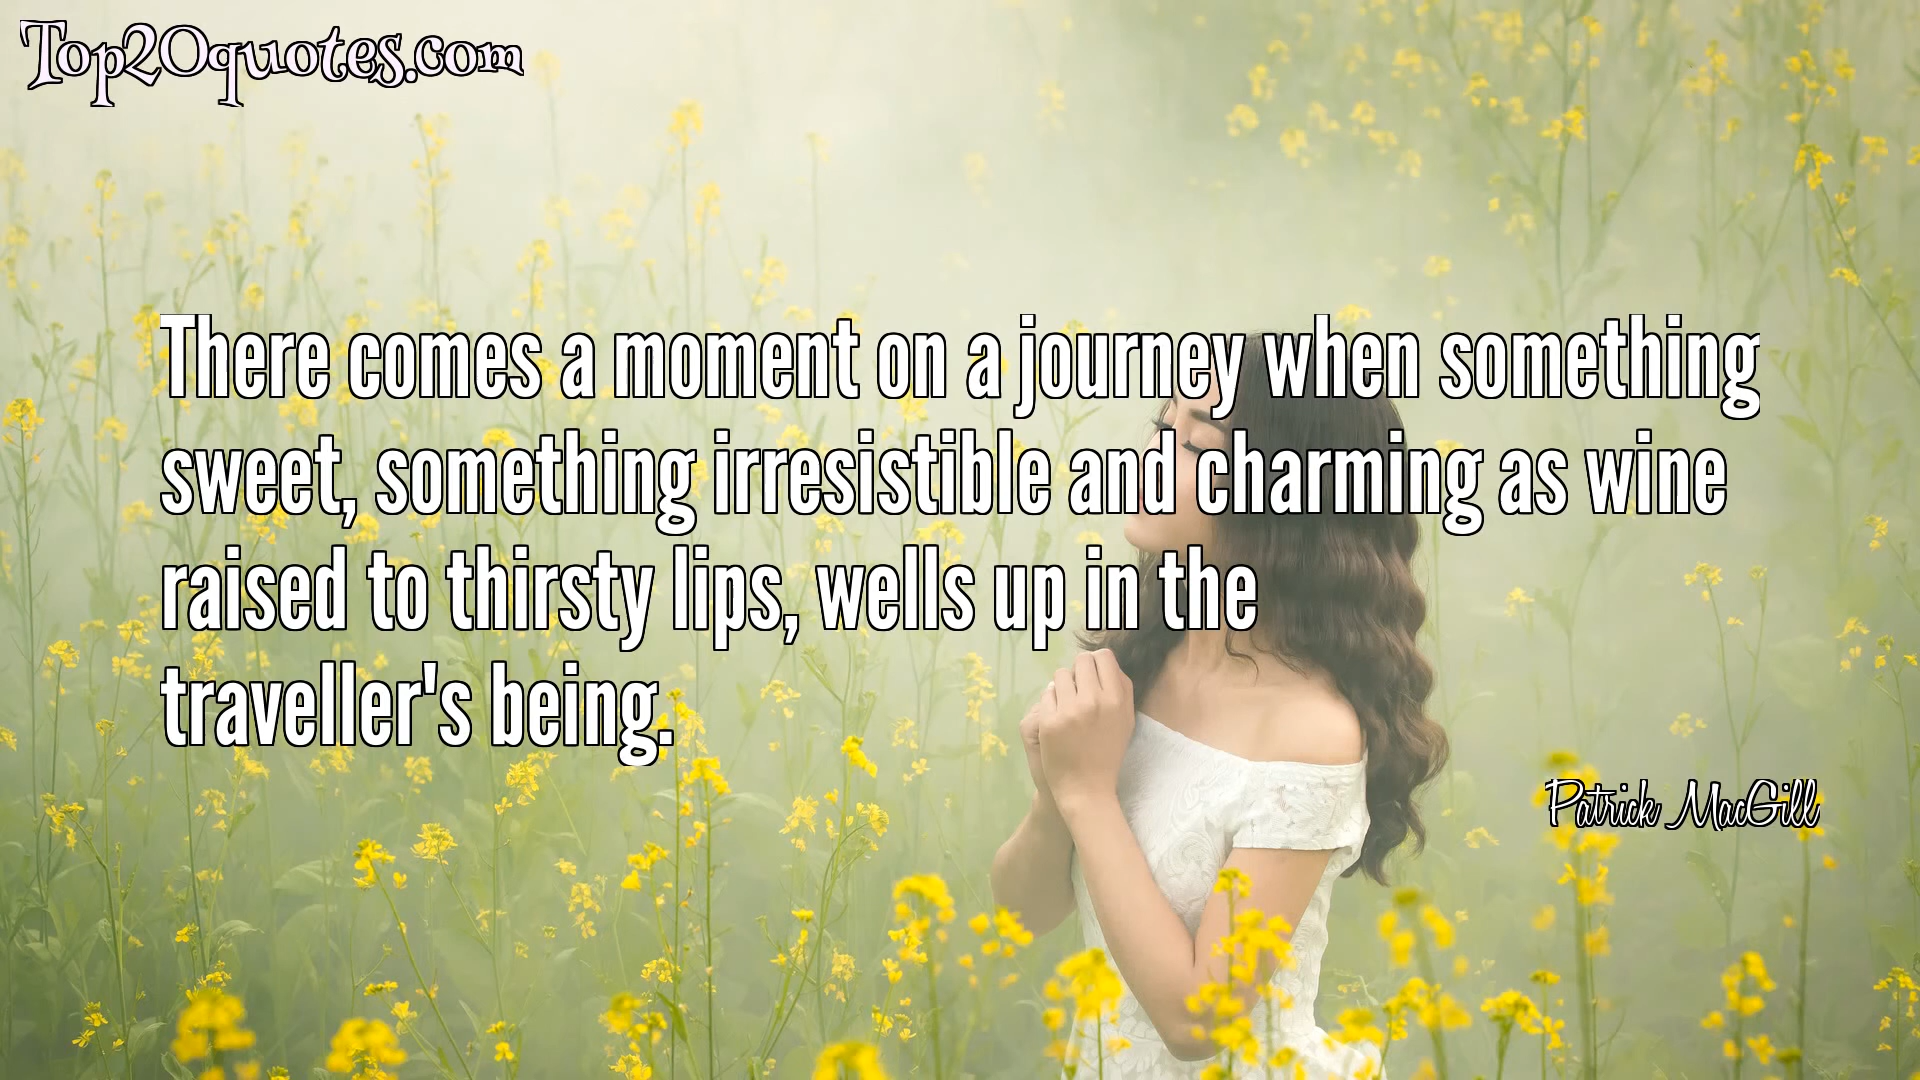 Top20quotes.com
There comes a moment on a journey when something
sweet, something irresistible and charming as wine
raised to thirsty lips, wells up in the
traveller's being.
Patrick MacGill